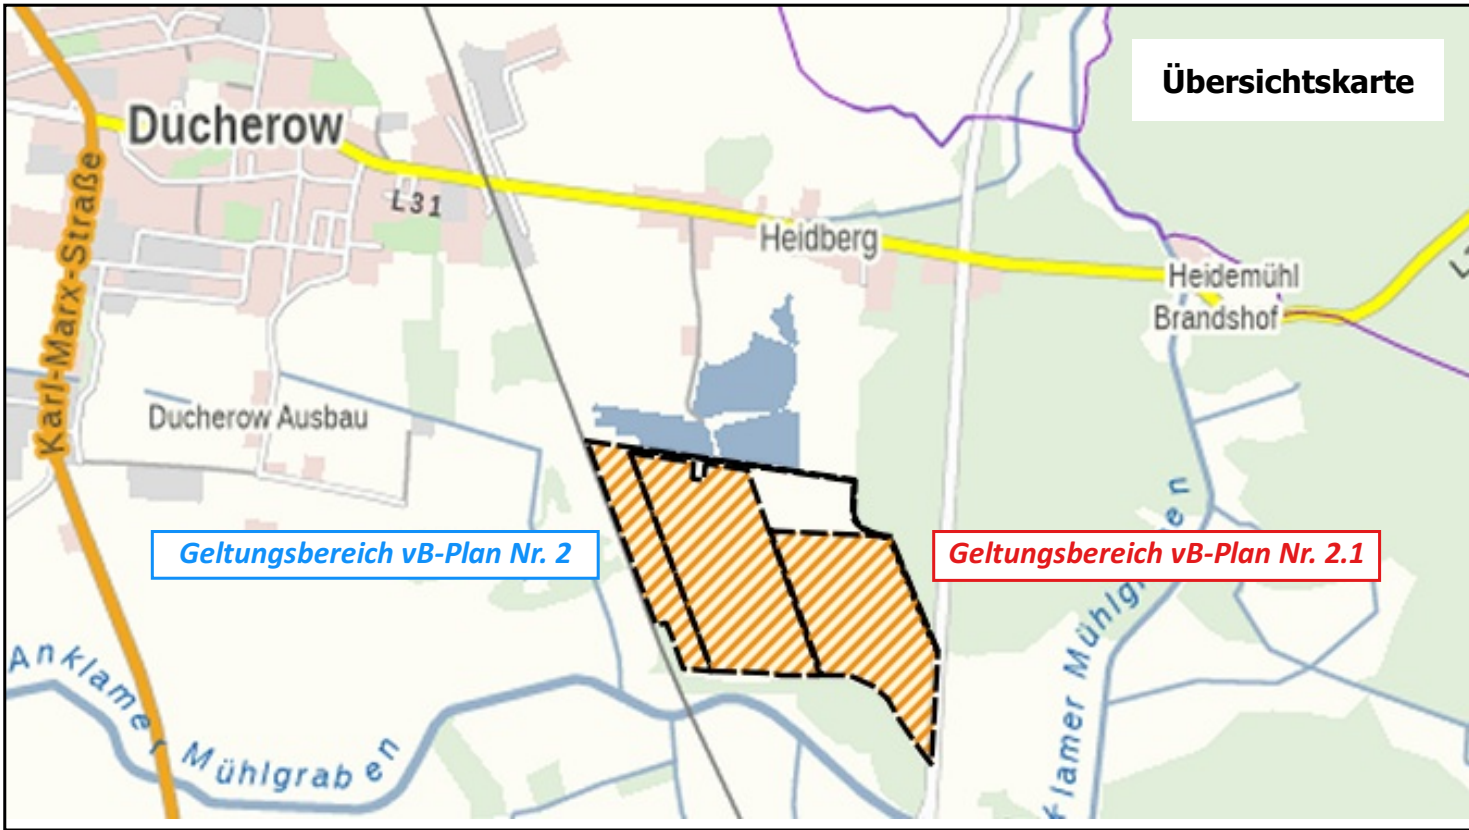 Übersichtskarte
Ducherow
L31
Karl-Marx-Straße
Heidberg
Heidemühl
Brandshof
Ducherow Ausbau
Geltungsbereich vB-Plan Nr. 2
Geltungsbereich vB-Plan Nr. 2.1
Anklamer Mühlgraben